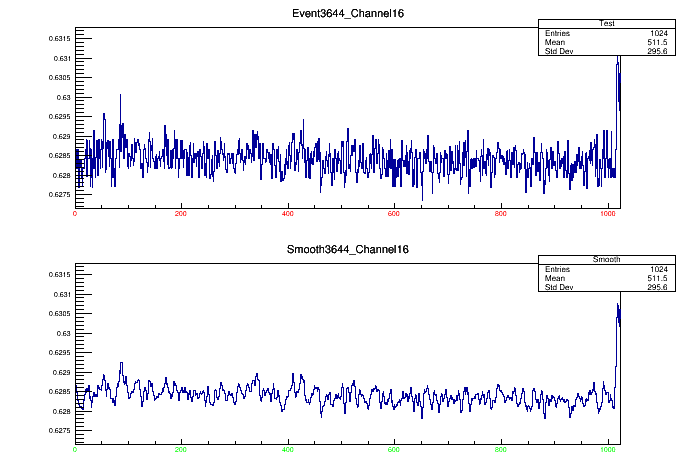 Event3644_Channel16
Test
Entries 1024
Mean 511.5
Std Dev 295.6
0.6315
0.631
0.6305
0.63
0.6295
0.629
0.6285
0.628
0.6275
0 200 400 600 800 1000
Smooth3644_Channel16
Smooth
Entries 1024
Mean 511.5
Std Dev 295.6
0.6315
0.631
0.6305
0.63
0.6295
0.629
0.6285
0.628
0.6275
0 200 400 600 800 1000